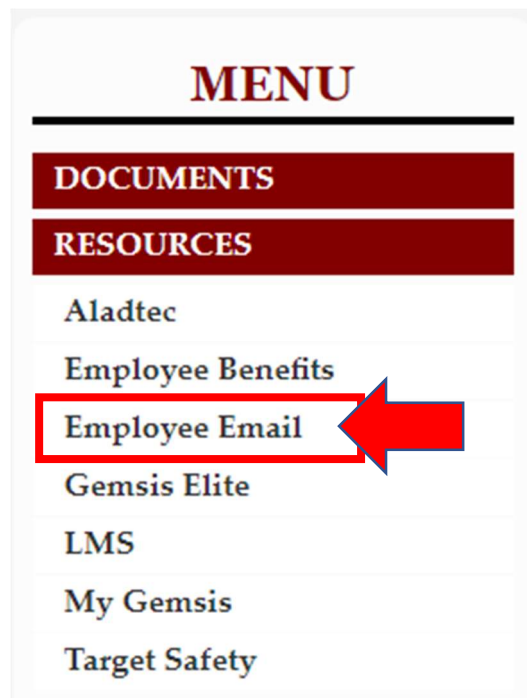 MENU
DOCUMENTS
RESOURCES
Aladtec
Employee Benefits
Employee Email
Gemsis Elite
LMS
My Gemsis
Target Safety